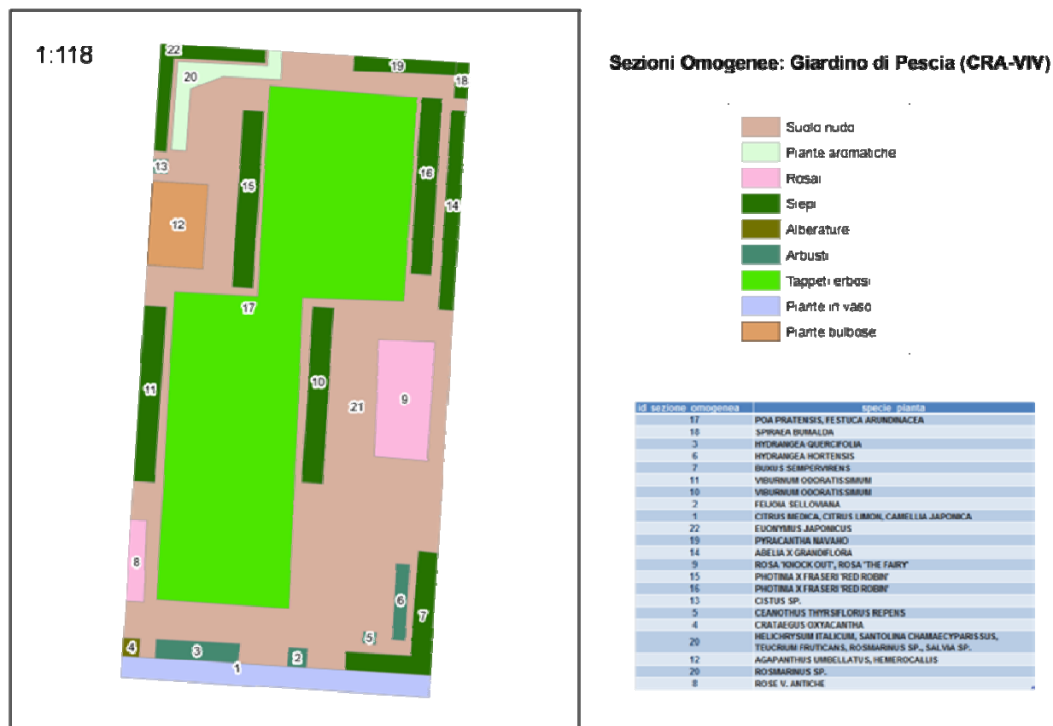 1:118
22
19
20
18
13
15
16
14
12
17
11
10
21
9
8
6
7
5
4
3
2
1
Sezioni Omogenee: Giardino di Pescia (CRA-VIV)
Suolo nudo
Piante aromatiche
Rosai
Siepi
Alberature
Arbusti
Tappeti erbosi
Piante in vaso
Piante bulbose
id_sezione_omogenea specie_pianta
17 POA PRATENSIS, FESTUCA ARUNDINACEA
18 SPIRAEA BUMALDA
3 HYDRANGEA QUERCIFOLIA
6 HYDRANGEA HORTENSIS
7 BUXUS SEMPERVIRENS
11 VIBURNUM ODORATISSIMUM
10 VIBURNUM ODORATISSIMUM
2 FEIJOIA SELLOVIANA
1 CITRUS MEDICA, CITRUS LIMON, CAMELLIA JAPONICA
22 EUONYMUS JAPONICUS
19 PYRACANTHA NAVAHO
14 ABELIA X GRANDIFLORA
9 ROSA 'KNOCK OUT', ROSA 'THE FAIRY'
15 PHOTINIA X FRASERI 'RED ROBIN'
16 PHOTINIA X FRASERI 'RED ROBIN'
13 CISTUS SP.
5 CEANOTHUS THYRSIFLORUS REPENS
4 CRATAEGUS OXYACANTHA
20 HELICHRYSUM ITALICUM, SANTOLINA CHAMAECYPARISSUS,
TEUCRIUM FRUTICANS, ROSMARINUS SP., SALVIA SP.
12 AGAPANTHUS UMBELLATUS, HEMEROCALLIS
20 ROSMARINUS SP.
8 ROSE V. ANTICHE